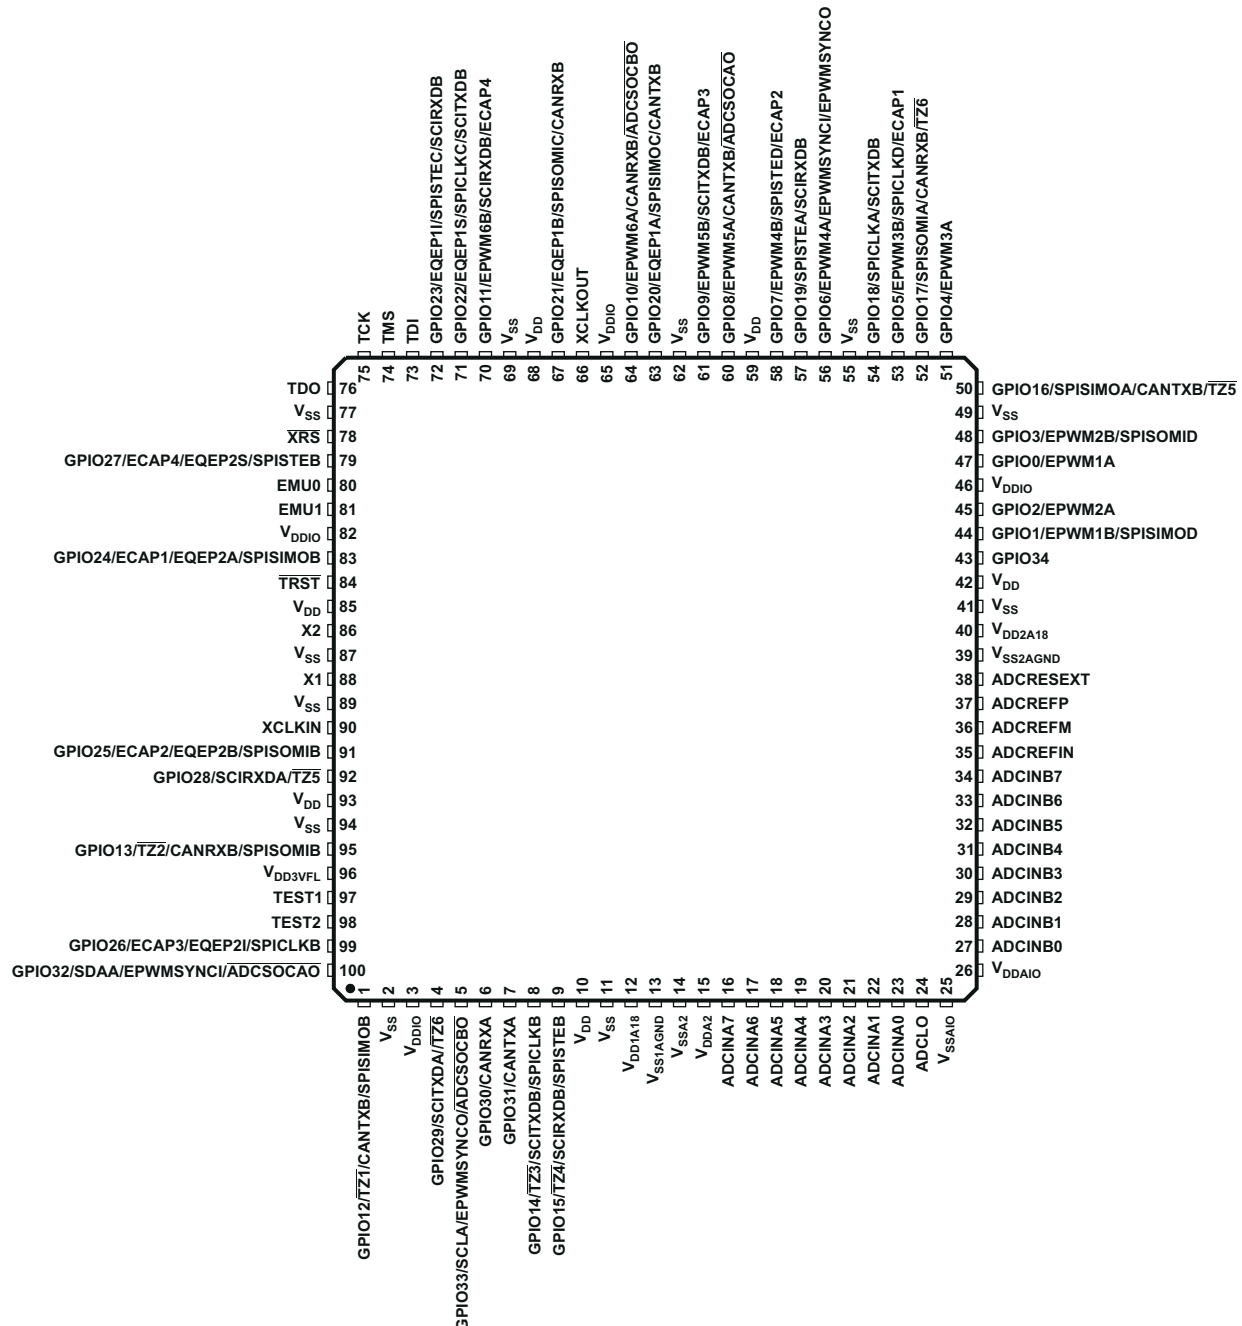 TCK
TMS
TDI
GPIO23/EQEP1I/SPISTEC/SCIRXDB
GPIO22/EQEP1S/SPICLKC/SCITXDB
GPIO11/EPWM6B/SCIRXDB/ECAP4
VSS
VDD
GPIO21/EQEP1B/SPISOMIC/CANRXB
XCLKOUT
VDDIO
GPIO10/EPWM6A/CANRXB/ADCSOCBO
GPIO20/EQEP1A/SPISIMOC/CANTXB
VSS
GPIO9/EPWM5B/SCITXDB/ECAP3
GPIO8/EPWM5A/CANTXB/ADCSOCAO
VDD
GPIO7/EPWM4B/SPISTED/ECAP2
GPIO19/SPISTEA/SCIRXDB
GPIO6/EPWM4A/EPWMSYNCI/EPWMSYNCO
VSS
GPIO18/SPICLKA/SCITXDB
GPIO5/EPWM3B/SPICLKD/ECAP1
GPIO17/SPISOMIA/CANRXB/TZ6
GPIO4/EPWM3A
75
74
73
72
71
70
69
68
67
66
65
64
63
62
61
60
59
58
57
56
55
54
53
52
51
TDO 76
VSS 77
XRS 78
GPIO27/ECAP4/EQEP2S/SPISTEB 79
EMU0 80
EMU1 81
VDDIO 82
GPIO24/ECAP1/EQEP2A/SPISIMOB 83
TRST 84
VDD 85
X2 86
VSS 87
X1 88
VSS 89
XCLKIN 90
GPIO25/ECAP2/EQEP2B/SPISOMIB 91
GPIO28/SCIRXDA/TZ5 92
VDD 93
VSS 94
GPIO13/TZ2/CANRXB/SPISOMIB 95
VDD3VFL 96
TEST1 97
TEST2 98
GPIO26/ECAP3/EQEP2I/SPICLKB 99
GPIO32/SDAA/EPWMSYNCI/ADCSOCAO 100
50 GPIO16/SPISIMOA/CANTXB/TZ5
49 VSS
48 GPIO3/EPWM2B/SPISOMID
47 GPIO0/EPWM1A
46 VDDIO
45 GPIO2/EPWM2A
44 GPIO1/EPWM1B/SPISIMOD
43 GPIO34
42 VDD
41 VSS
40 VDD2A18
39 VSS2AGND
38 ADCRESEXT
37 ADCREFP
36 ADCREFM
35 ADCREFIN
34 ADCINB7
33 ADCINB6
32 ADCINB5
31 ADCINB4
30 ADCINB3
29 ADCINB2
28 ADCINB1
27 ADCINB0
26 VDDAIO
1
2
3
4
5
6
7
8
9
10
11
12
13
14
15
16
17
18
19
20
21
22
23
24
25
GPIO12/TZ1/CANTXB/SPISIMOB
VSS
VDDIO
GPIO29/SCITXDA/TZ6
GPIO33/SCLA/EPWMSYNCO/ADCSOCBO
GPIO30/CANRXA
GPIO31/CANTXA
GPIO14/TZ3/SCITXDB/SPICLKB
GPIO15/TZ4/SCIRXDB/SPISTEB
VDD
VSS
VDD1A18
VSS1AGND
VSSA2
VDDA2
ADCINA7
ADCINA6
ADCINA5
ADCINA4
ADCINA3
ADCINA2
ADCINA1
ADCINA0
ADCLO
VSSAIO